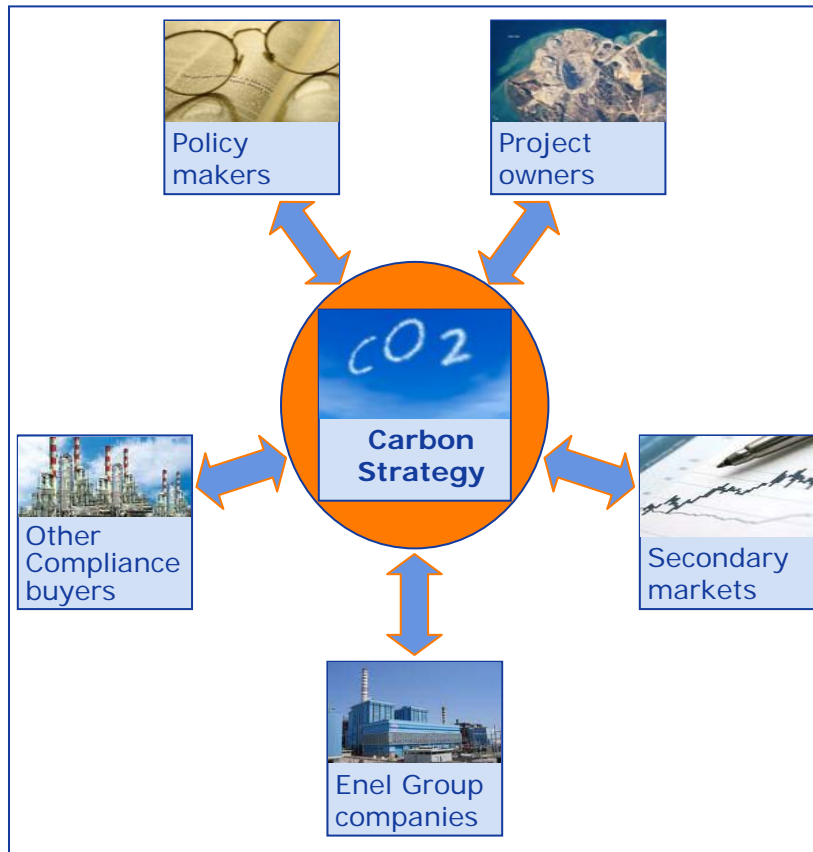 Policy
makers
Project
owners
CO2
Carbon
Strategy
Other
Compliance
buyers
Secondary
markets
Enel Group
companies